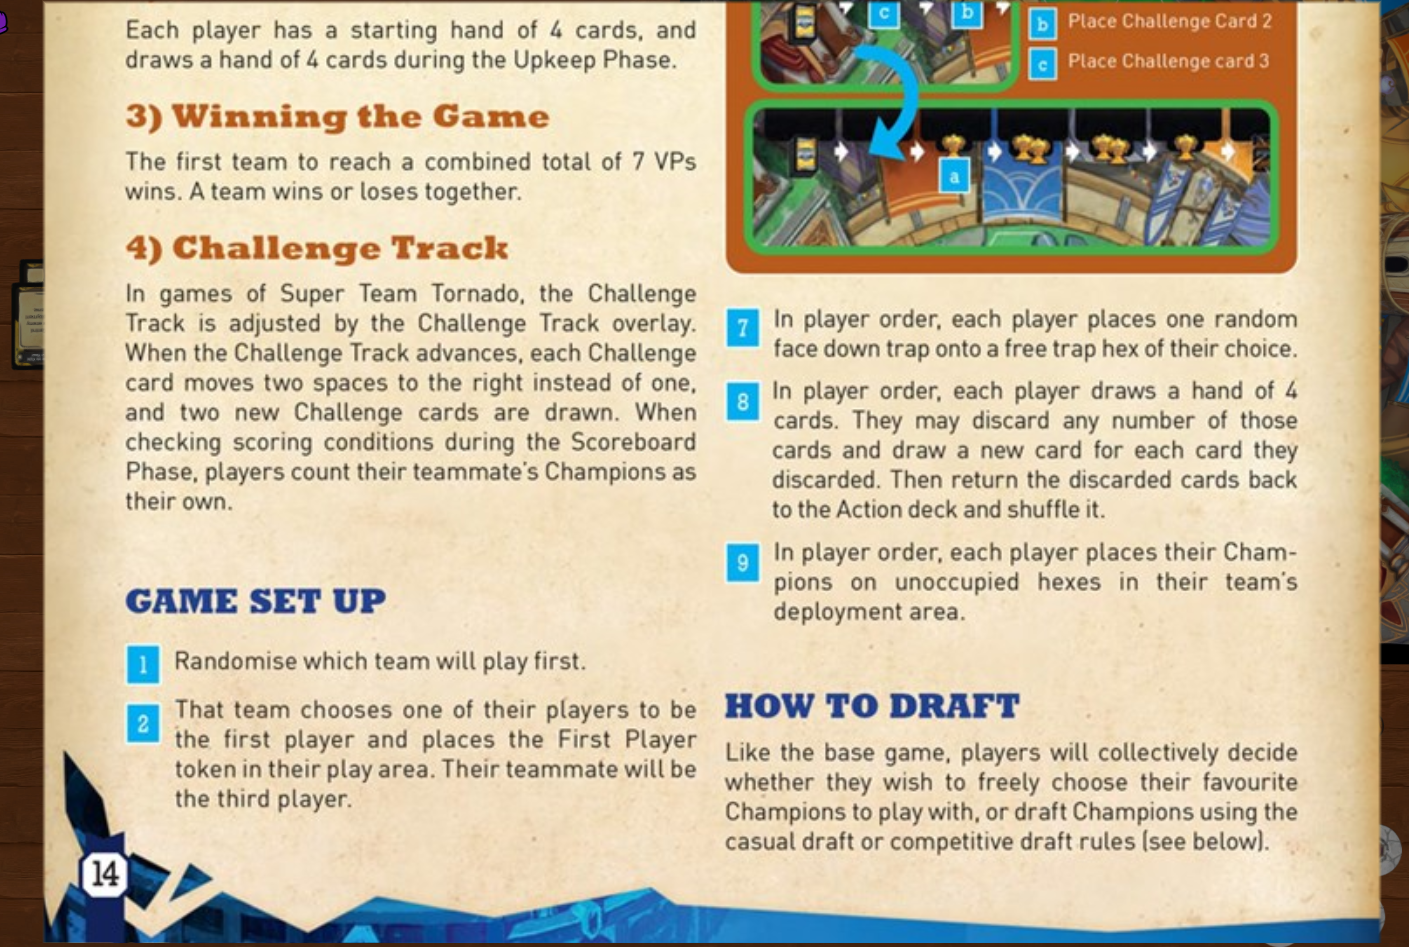 Each player has a starting hand of 4 cards, and
draws a hand of 4 cards during the Upkeep Phase.
3) Winning the Game
The first team to reach a combined total of 7 VPs
wins. A team wins or loses together.
4) Challenge Track
In games of Super Team Tornado, the Challenge
Track is adjusted by the Challenge Track overlay.
When the Challenge Track advances, each Challenge
card moves two spaces to the right instead of one,
and two new Challenge cards are drawn. When
checking scoring conditions during the Scoreboard
Phase, players count their teammate's Champions as
their own.
GAME SET UP
1 Randomise which team will play first.
2 That team chooses one of their players to be
the first player and places the First Player
token in their play area. Their teammate will be
the third player.
14
c b
b Place Challenge Card 2
c Place Challenge card 3
a
7 In player order, each player places one random
face down trap onto a free trap hex of their choice.
8 In player order, each player draws a hand of 4
cards. They may discard any number of those
cards and draw a new card for each card they
discarded. Then return the discarded cards back
to the Action deck and shuffle it.
9 In player order, each player places their Cham-
pions on unoccupied hexes in their team's
deployment area.
HOW TO DRAFT
Like the base game, players will collectively decide
whether they wish to freely choose their favourite
Champions to play with, or draft Champions using the
casual draft or competitive draft rules (see below).